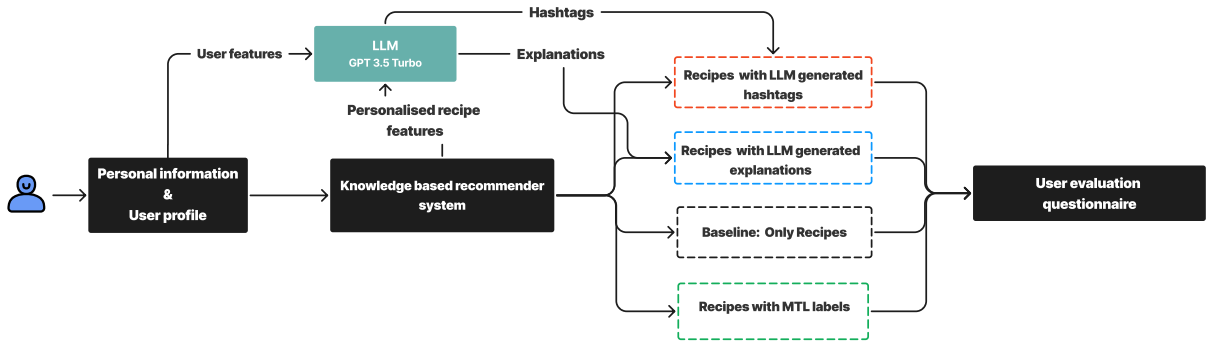 Hashtags
LLM
GPT 3.5 Turbo
User features
Explanations
Recipes with LLM generated
hashtags
Personalised recipe
features
Recipes with LLM generated
explanations
Personal information
&
User profile
Knowledge based recommender
system
User evaluation
questionnaire
Baseline: Only Recipes
Recipes with MTL labels